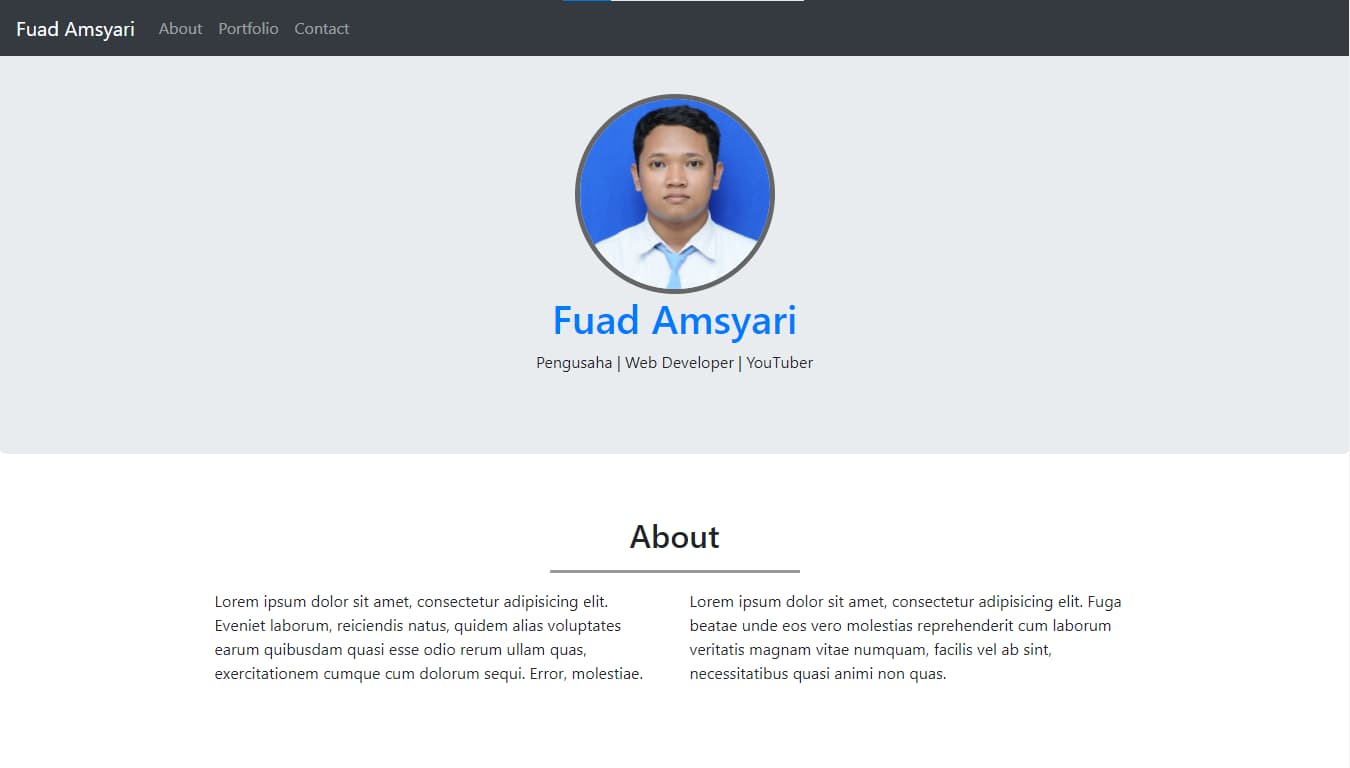 Fuad Amsyari About Portfolio Contact
Fuad Amsyari
Pengusaha | Web Developer | YouTuber
About
Lorem ipsum dolor sit amet, consectetur adipisicing elit.
Eveniet laborum, reiciendis natus, quidem alias voluptates
earum quibusdam quasi esse odio rerum ullam quas,
exercitationem cumque cum dolorum sequi. Error, molestiae.
Lorem ipsum dolor sit amet, consectetur adipisicing elit. Fuga
beatae unde eos vero molestias reprehenderit cum laborum
veritatis magnam vitae numquam, facilis vel ab sint,
necessitatibus quasi animi non quas.